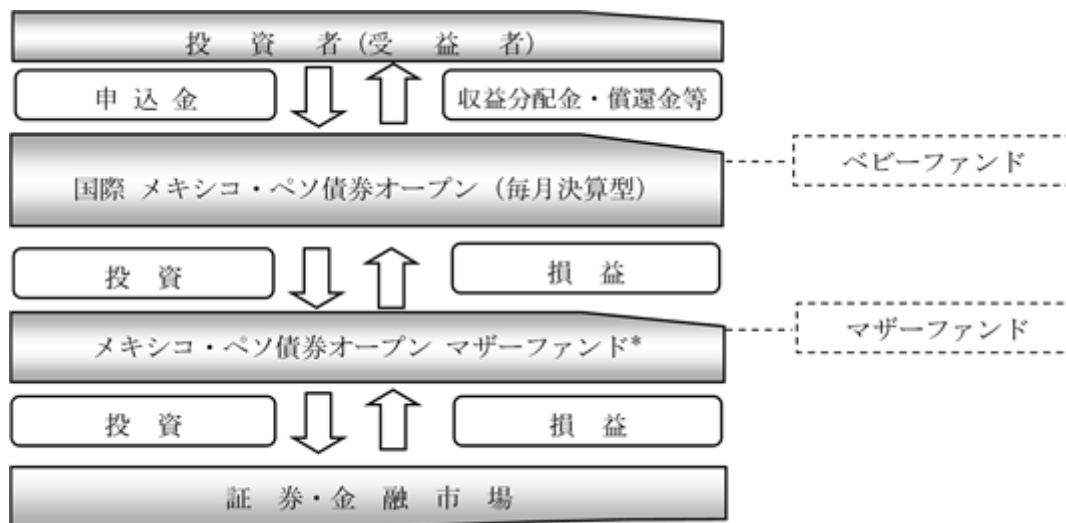 投資者(受益者)
申込金
収益分配金・償還金等
国際 メキシコ・ペソ債券オープン(毎月決算型)
ベビーファンド
投資
損益
メキシコ・ペソ債券オープン マザーファンド*
マザーファンド
投資
損益
証券・金融市場